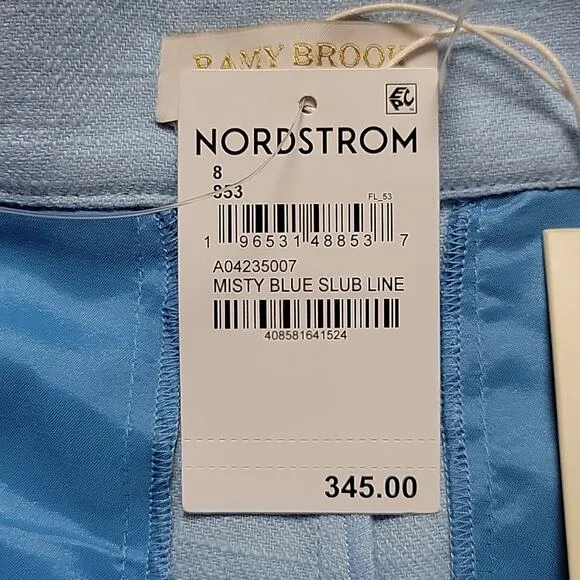 RAMY BROOK
EPC
NORDSTROM
8
853
FL_53
1 96531 48853 7
A04235007
MISTY BLUE SLUB LINE
408581641524
345.00